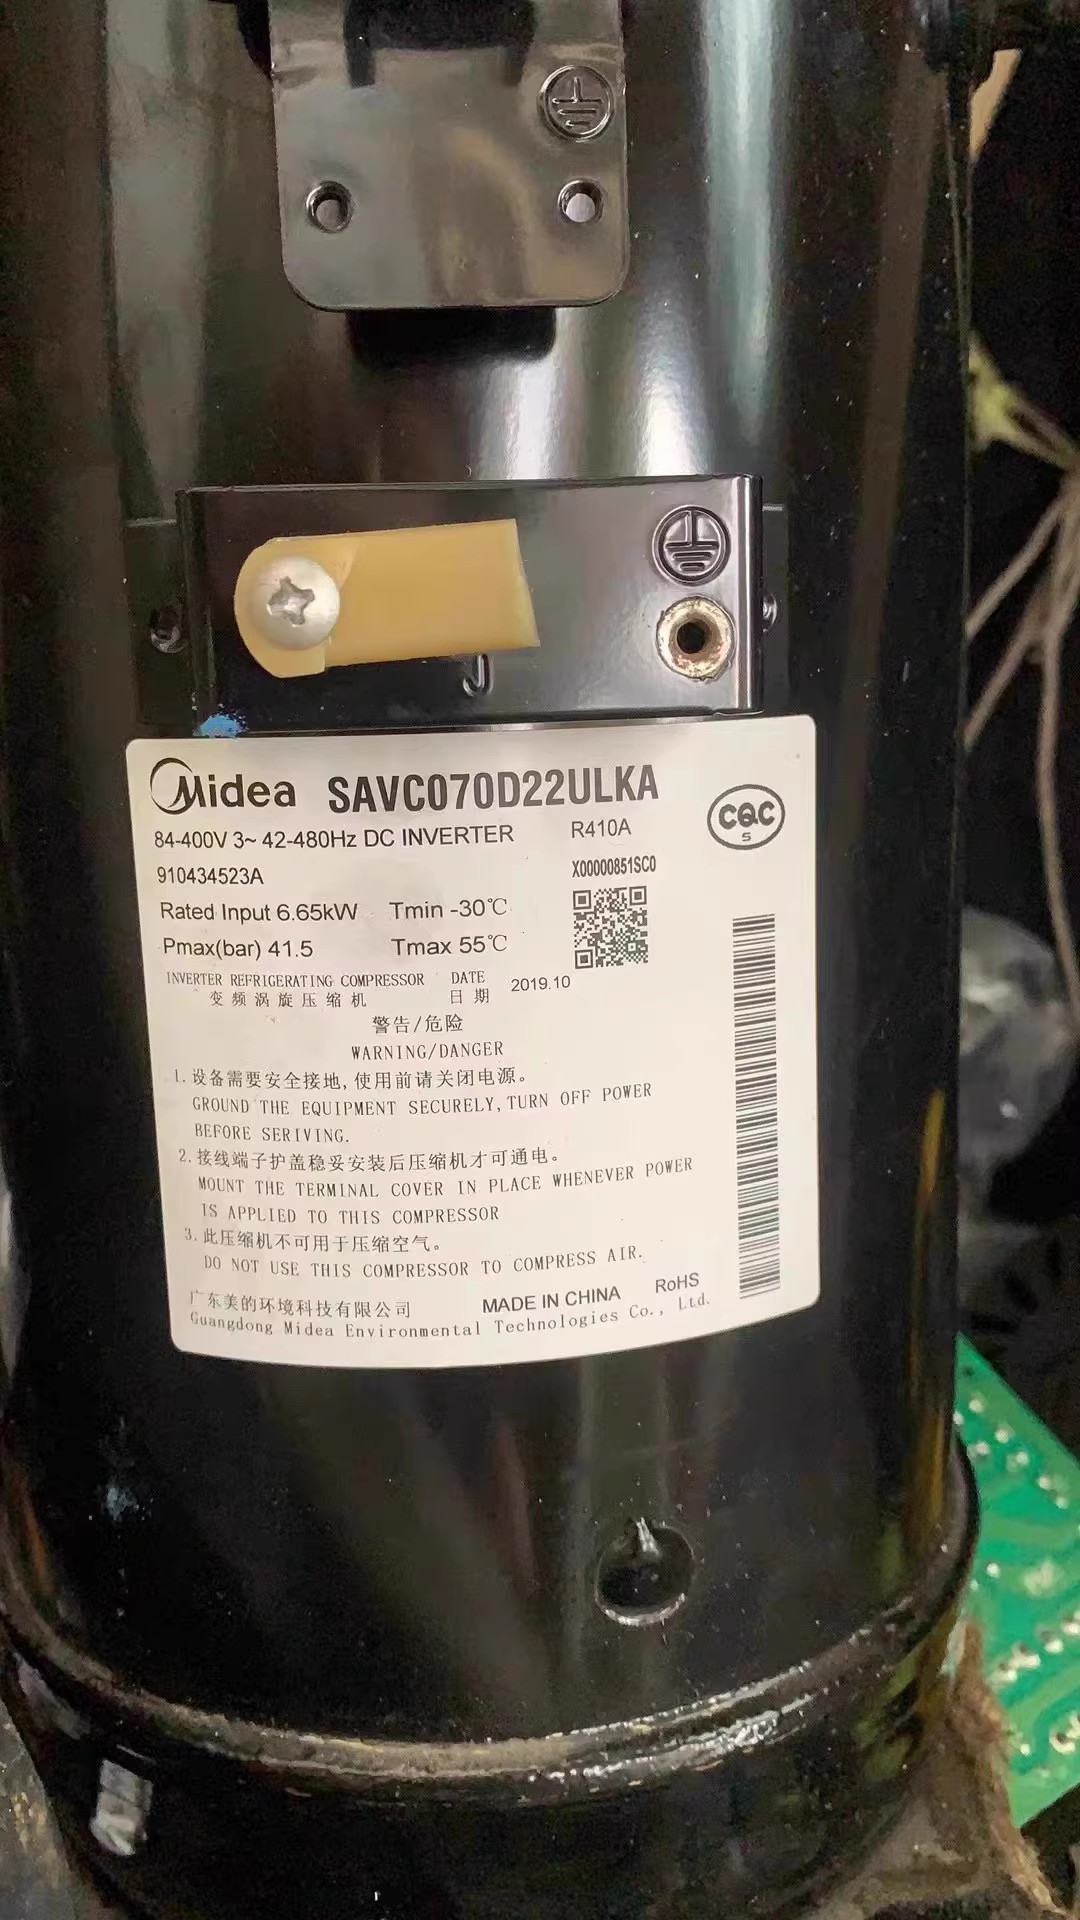 Midea SAVC070D22ULKA
84-400V 3~ 42-480Hz DC INVERTER R410A
CQC
S
910434523A X00000851SC0
Rated Input 6.65kW Tmin -30℃
Pmax(bar) 41.5 Tmax 55℃
INVERTER REFRIGERATING COMPRESSOR DATE
变频涡旋压缩机 日期 2019.10
警告/危险
WARNING/DANGER
1. 设备需要安全接地,使用前请关闭电源。
GROUND THE EQUIPMENT SECURELY, TURN OFF POWER
BEFORE SERIVING.
2. 接线端子护盖稳妥安装后压缩机才可通电。
MOUNT THE TERMINAL COVER IN PLACE WHENEVER POWER
IS APPLIED TO THIS COMPRESSOR
3. 此压缩机不可用于压缩空气。
DO NOT USE THIS COMPRESSOR TO COMPRESS AIR.
广东美的环境科技有限公司 MADE IN CHINA RoHS
Guangdong Midea Environmental Technologies Co., Ltd.